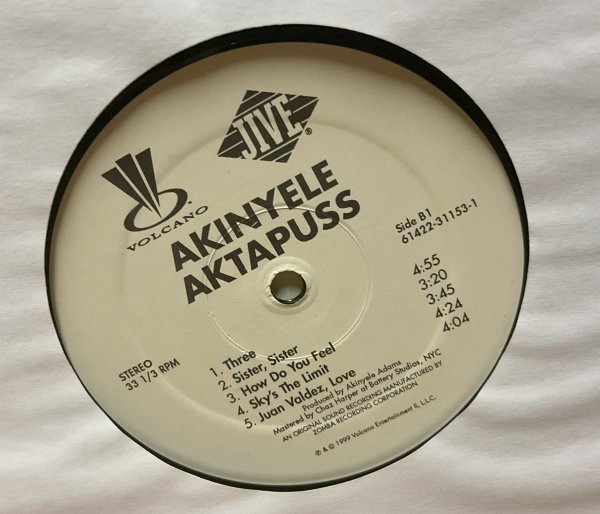 JIVE®
VOLCANO®
AKINYELE
AKTAPUSS
Side B1
61422-31153-1
STEREO
33 1/3 RPM
1. Three 4:55
2. Sister, Sister 3:20
3. How Do You Feel 3:45
4. Sky's The Limit 4:24
5. Juan Valdez, Love 4:04
Produced by Akinyele Adams
Mastered by Chaz Harper at Battery Studios, NYC
AN ORIGINAL SOUND RECORDING MANUFACTURED BY
ZOMBA RECORDING CORPORATION
℗ & © 1999 Volcano Entertainment II, L.L.C.